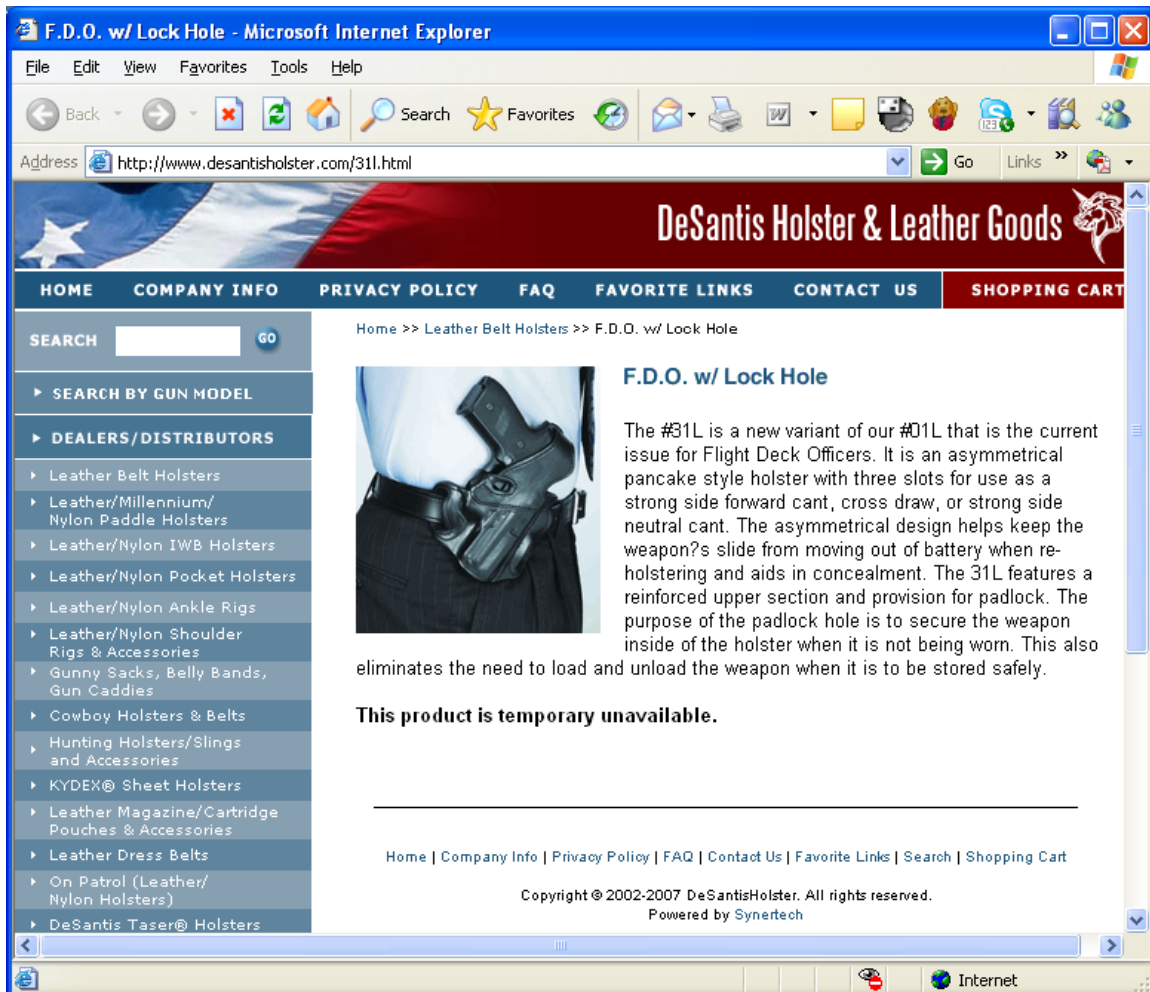 F.D.O. w/ Lock Hole - Microsoft Internet Explorer
File Edit View Favorites Tools Help
Back Search Favorites
Address http://www.desantisholster.com/31l.html Go Links »
DeSantis Holster & Leather Goods
HOME COMPANY INFO PRIVACY POLICY FAQ FAVORITE LINKS CONTACT US SHOPPING CART
SEARCH GO
SEARCH BY GUN MODEL
DEALERS/DISTRIBUTORS
Leather Belt Holsters
Leather/Millennium/
Nylon Paddle Holsters
Leather/Nylon IWB Holsters
Leather/Nylon Pocket Holsters
Leather/Nylon Ankle Rigs
Leather/Nylon Shoulder
Rigs & Accessories
Gunny Sacks, Belly Bands,
Gun Caddies
Cowboy Holsters & Belts
Hunting Holsters/Slings
and Accessories
KYDEX® Sheet Holsters
Leather Magazine/Cartridge
Pouches & Accessories
Leather Dress Belts
On Patrol (Leather/
Nylon Holsters)
DeSantis Taser® Holsters
Home >> Leather Belt Holsters >> F.D.O. w/ Lock Hole
F.D.O. w/ Lock Hole
The #31L is a new variant of our #01L that is the current
issue for Flight Deck Officers. It is an asymmetrical
pancake style holster with three slots for use as a
strong side forward cant, cross draw, or strong side
neutral cant. The asymmetrical design helps keep the
weapon?s slide from moving out of battery when re-
holstering and aids in concealment. The 31L features a
reinforced upper section and provision for padlock. The
purpose of the padlock hole is to secure the weapon
inside of the holster when it is not being worn. This also
eliminates the need to load and unload the weapon when it is to be stored safely.
This product is temporary unavailable.
Home | Company Info | Privacy Policy | FAQ | Contact Us | Favorite Links | Search | Shopping Cart
Copyright © 2002-2007 DeSantisHolster. All rights reserved.
Powered by Synertech
Internet